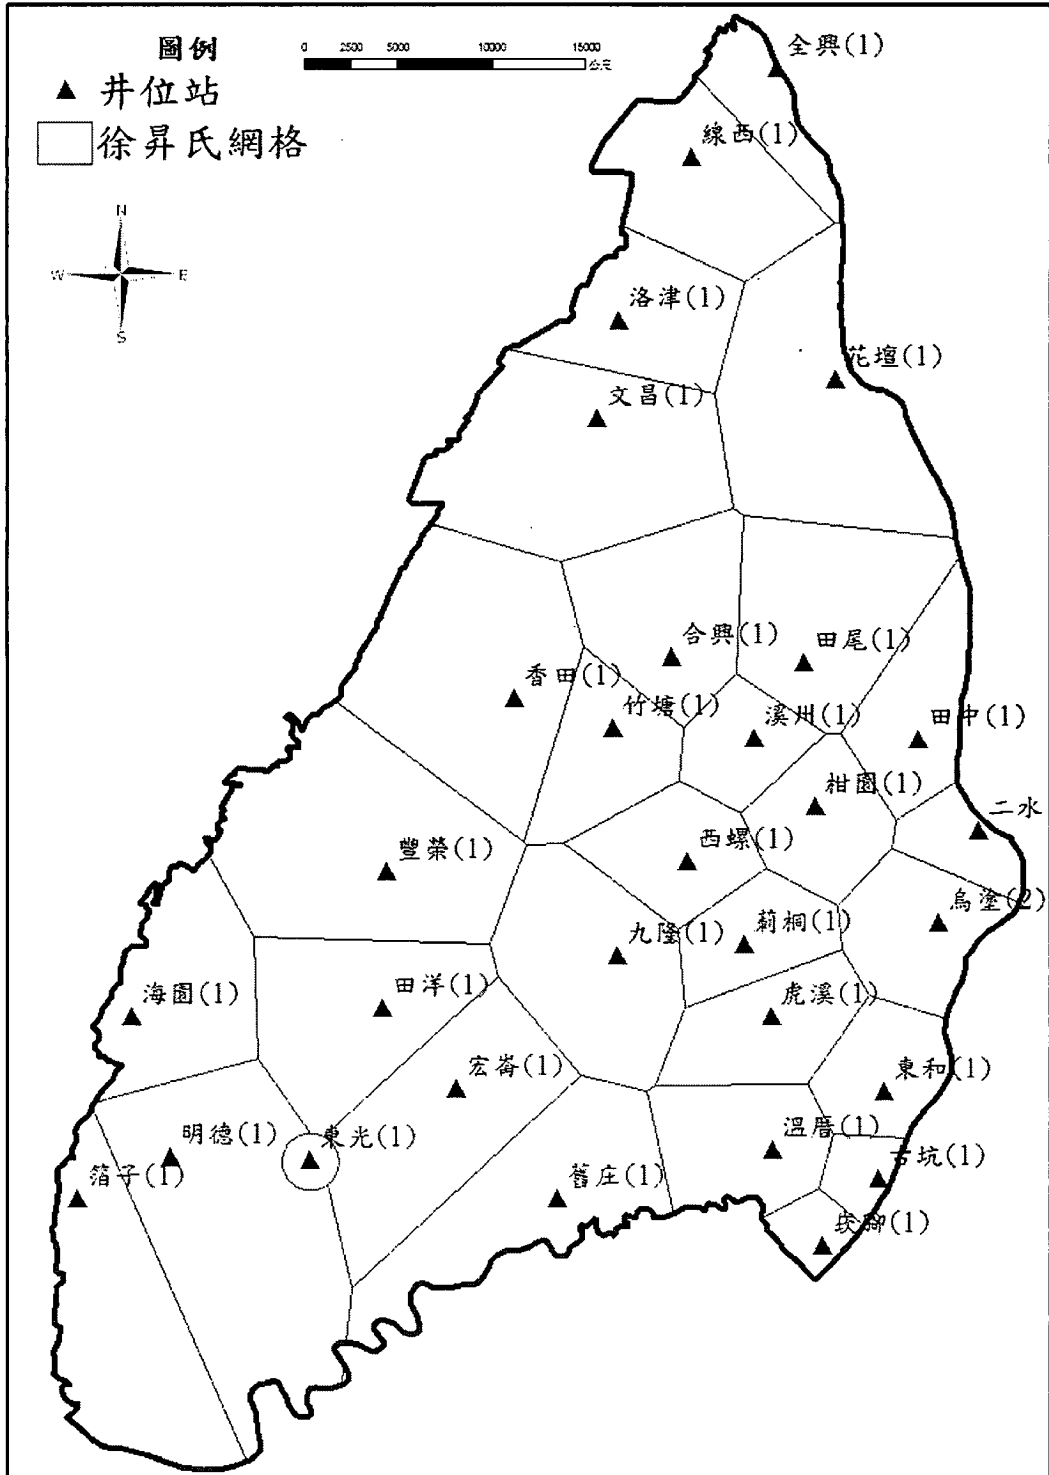 圖例
井位站
徐昇氏網格
0 2500 5000 10000 15000
公尺
N
W E
S
全興(1)
線西(1)
洛津(1)
花壇(1)
文昌(1)
合興(1)
田尾(1)
香田(1)
竹塘(1)
溪州(1)
田中(1)
柑園(1)
二水
西螺(1)
豐榮(1)
烏塗(2)
九隆(1)
莿桐(1)
海園(1)
田洋(1)
虎溪(1)
宏崙(1)
東和(1)
明德(1)
東光(1)
溫厝(1)
古坑(1)
箔子(1)
舊庄(1)
崁腳(1)